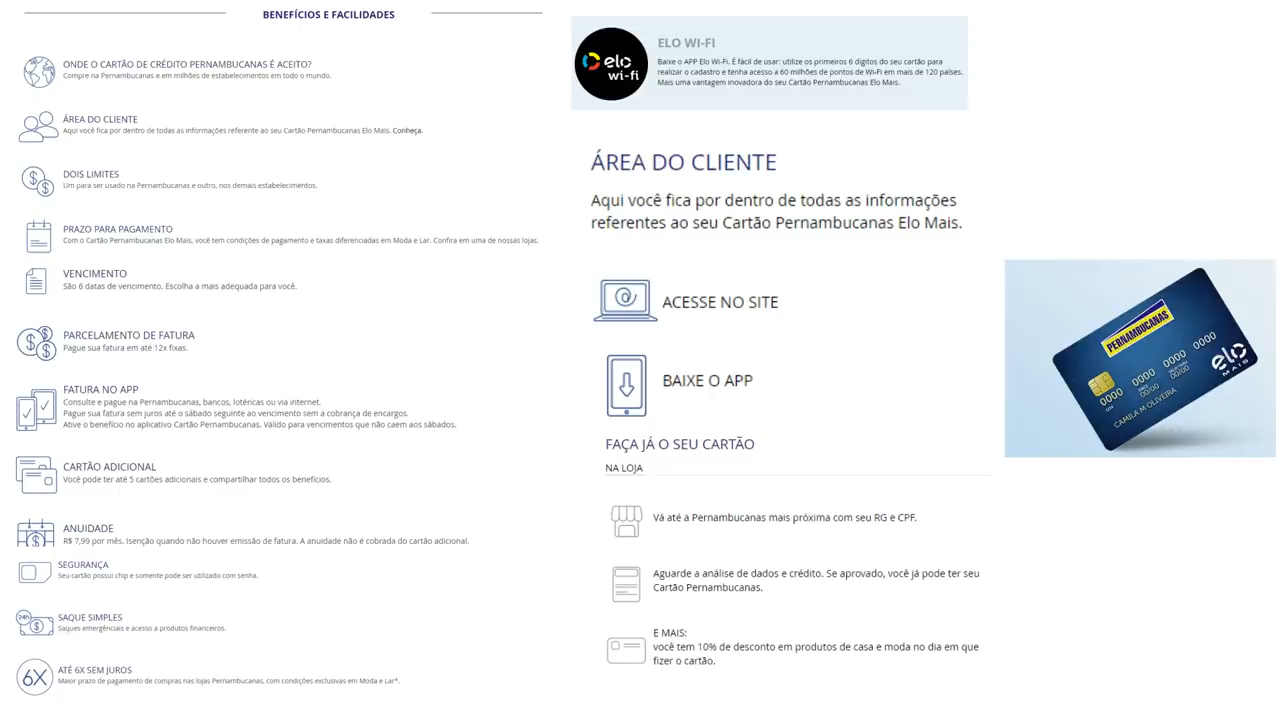 BENEFÍCIOS E FACILIDADES
ONDE O CARTÃO DE CRÉDITO PERNAMBUCANAS É ACEITO?
Compre na Pernambucanas e em milhões de estabelecimentos em todo o mundo.
ÁREA DO CLIENTE
Aqui você fica por dentro de todas as informações referente ao seu Cartão Pernambucanas Elo Mais. Conheça.
DOIS LIMITES
Um para ser usado na Pernambucanas e outro, nos demais estabelecimentos.
PRAZO PARA PAGAMENTO
Com o Cartão Pernambucanas Elo Mais, você tem condições de pagamento e taxas diferenciadas em Moda e Lar. Confira em uma de nossas lojas.
VENCIMENTO
São 6 datas de vencimento. Escolha a mais adequada para você.
PARCELAMENTO DE FATURA
Pague sua fatura em até 12x fixas.
FATURA NO APP
Consulte e pague na Pernambucanas, bancos, lotéricas ou via internet.
Pague sua fatura sem juros até o sábado seguinte ao vencimento sem a cobrança de encargos.
Ative o benefício no aplicativo Cartão Pernambucanas. Válido para vencimentos que não caem aos sábados.
CARTÃO ADICIONAL
Você pode ter até 5 cartões adicionais e compartilhar todos os benefícios.
ANUIDADE
R$ 7,99 por mês. Isenção quando não houver emissão de fatura. A anuidade não é cobrada do cartão adicional.
SEGURANÇA
Seu cartão possui chip e somente pode ser utilizado com senha.
24h
SAQUE SIMPLES
Saques emergênciais e acesso a produtos financeiros.
6X
ATÉ 6X SEM JUROS
Maior prazo de pagamento de compras nas lojas Pernambucanas, com condições exclusivas em Moda e Lar*.
elo
wi-fi
ELO WI-FI
Baixe o APP Elo Wi-Fi. É fácil de usar: utilize os primeiros 6 dígitos do seu cartão para
realizar o cadastro e tenha acesso a 60 milhões de pontos de Wi-Fi em mais de 120 países.
Mais uma vantagem inovadora do seu Cartão Pernambucanas Elo Mais.
ÁREA DO CLIENTE
Aqui você fica por dentro de todas as informações
referentes ao seu Cartão Pernambucanas Elo Mais.
ACESSE NO SITE
BAIXE O APP
FAÇA JÁ O SEU CARTÃO
NA LOJA
Vá até a Pernambucanas mais próxima com seu RG e CPF.
Aguarde a análise de dados e crédito. Se aprovado, você já pode ter seu
Cartão Pernambucanas.
E MAIS:
você tem 10% de desconto em produtos de casa e moda no dia em que
fizer o cartão.
PERNAMBUCANAS
0000 0000 0000 0000
00/00 00/00
CAMILA M OLIVEIRA
elo
MAIS